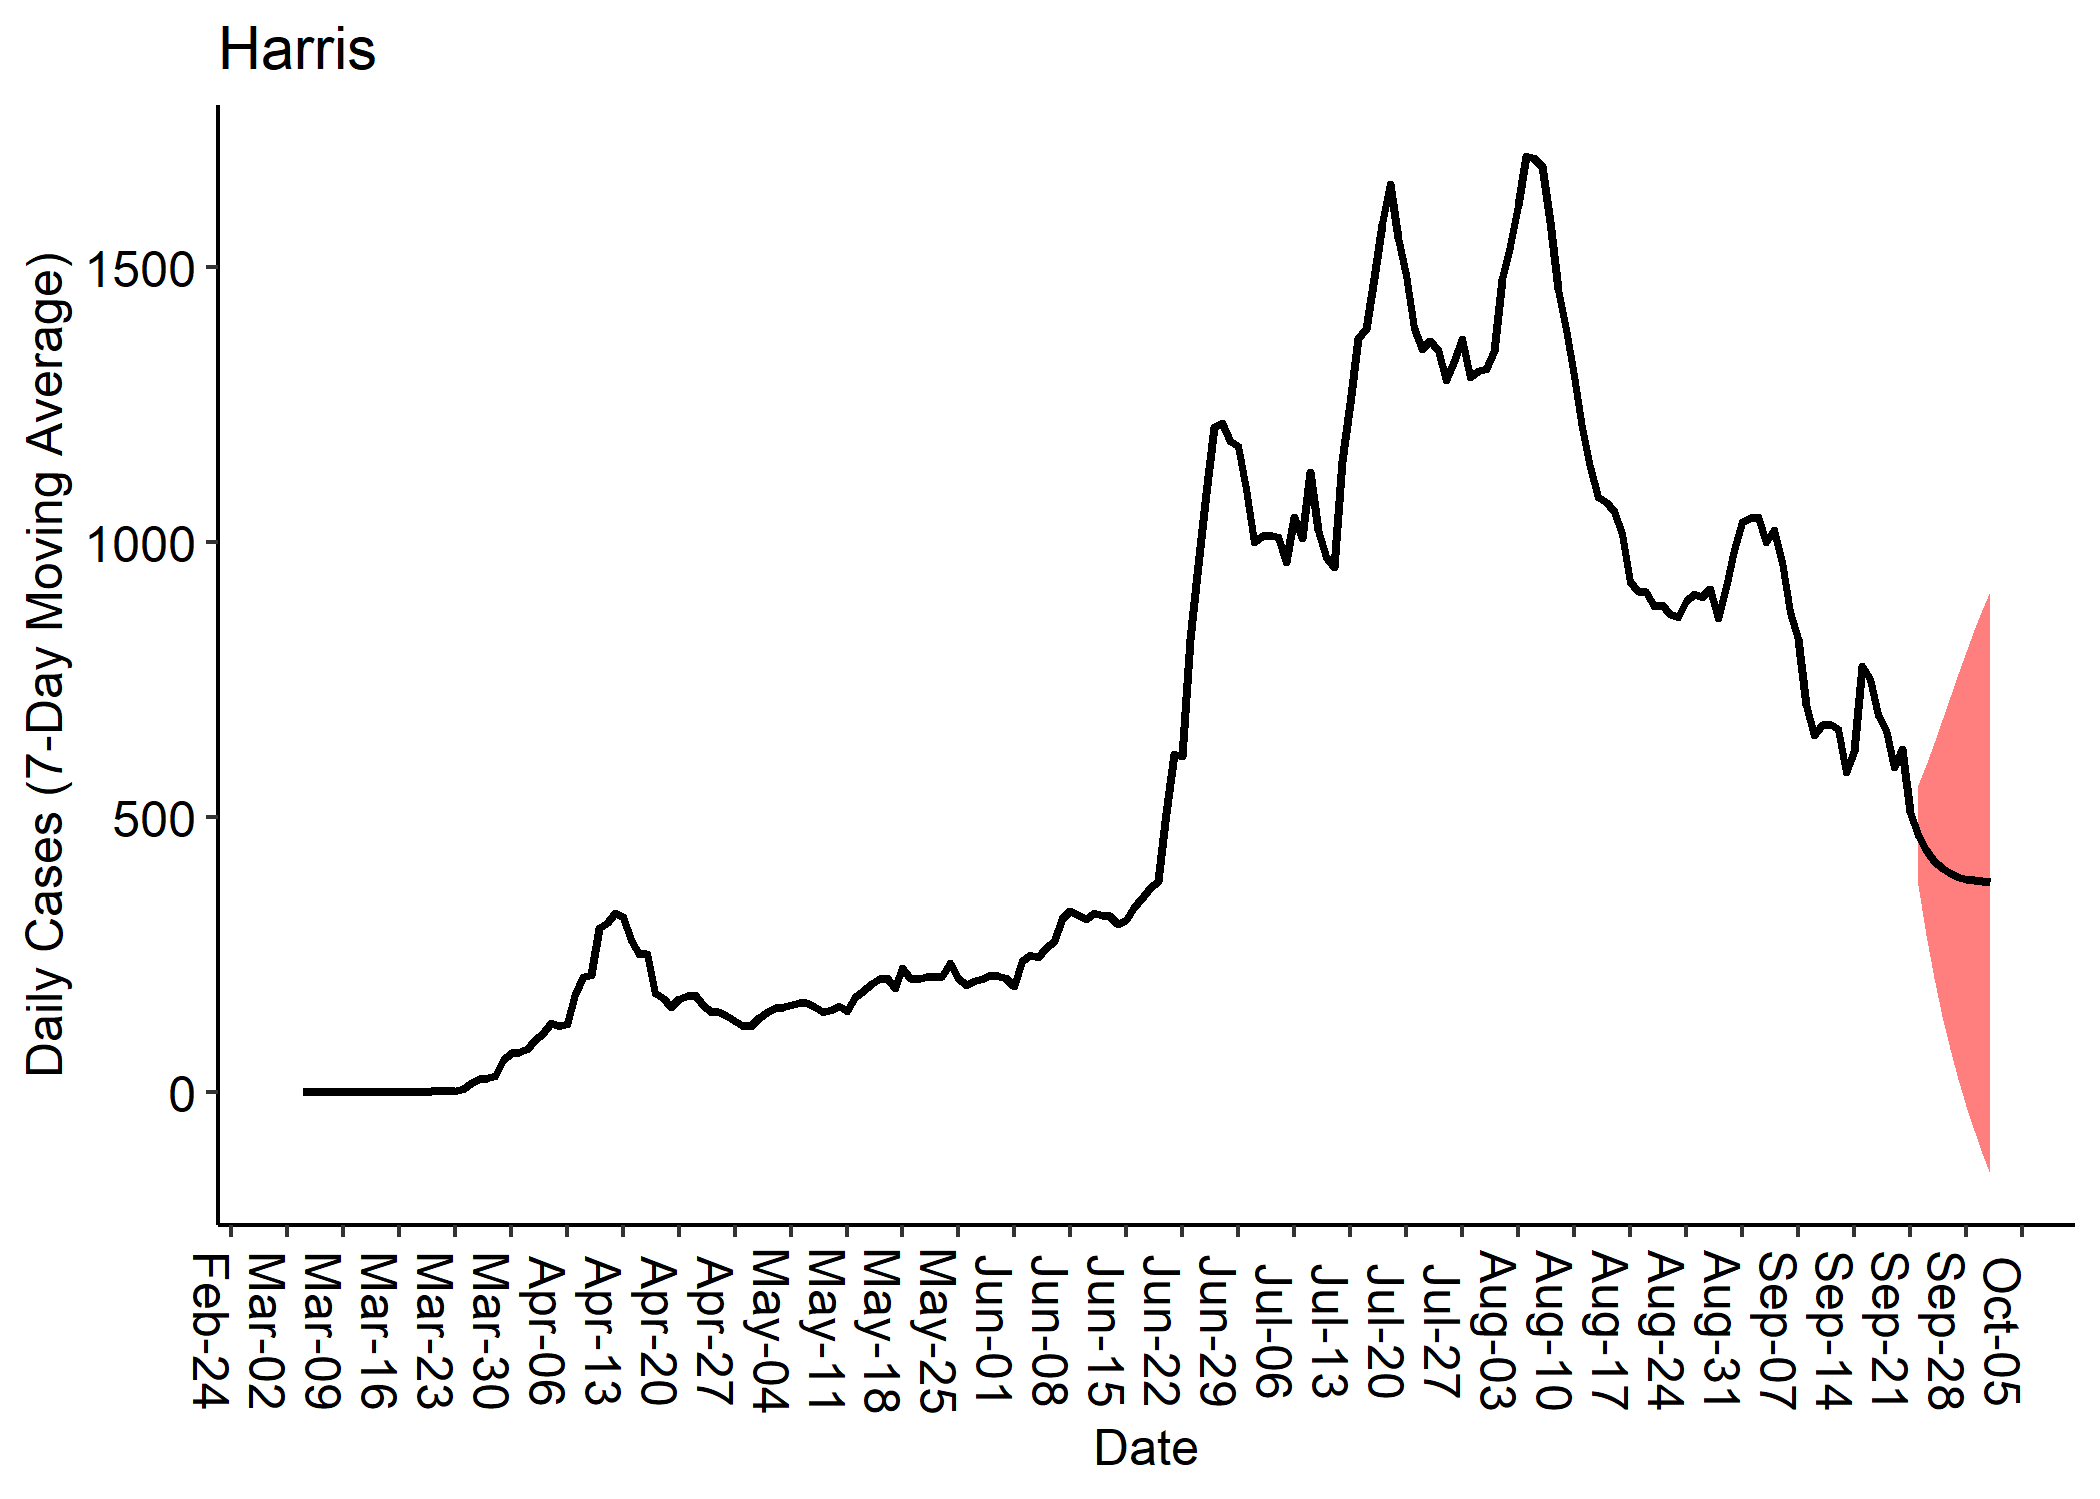 Harris
Daily Cases (7-Day Moving Average)
1500
1000
500
0
Feb-24
Mar-02
Mar-09
Mar-16
Mar-23
Mar-30
Apr-06
Apr-13
Apr-20
Apr-27
May-04
May-11
May-18
May-25
Jun-01
Jun-08
Jun-15
Jun-22
Jun-29
Jul-06
Jul-13
Jul-20
Jul-27
Aug-03
Aug-10
Aug-17
Aug-24
Aug-31
Sep-07
Sep-14
Sep-21
Sep-28
Oct-05
Date